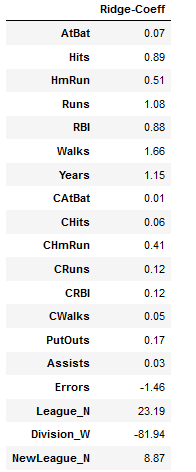 Ridge-Coeff
AtBat 0.07
Hits 0.89
HmRun 0.51
Runs 1.08
RBI 0.88
Walks 1.66
Years 1.15
CAtBat 0.01
CHits 0.06
CHmRun 0.41
CRuns 0.12
CRBI 0.12
CWalks 0.05
PutOuts 0.17
Assists 0.03
Errors -1.46
League_N 23.19
Division_W -81.94
NewLeague_N 8.87